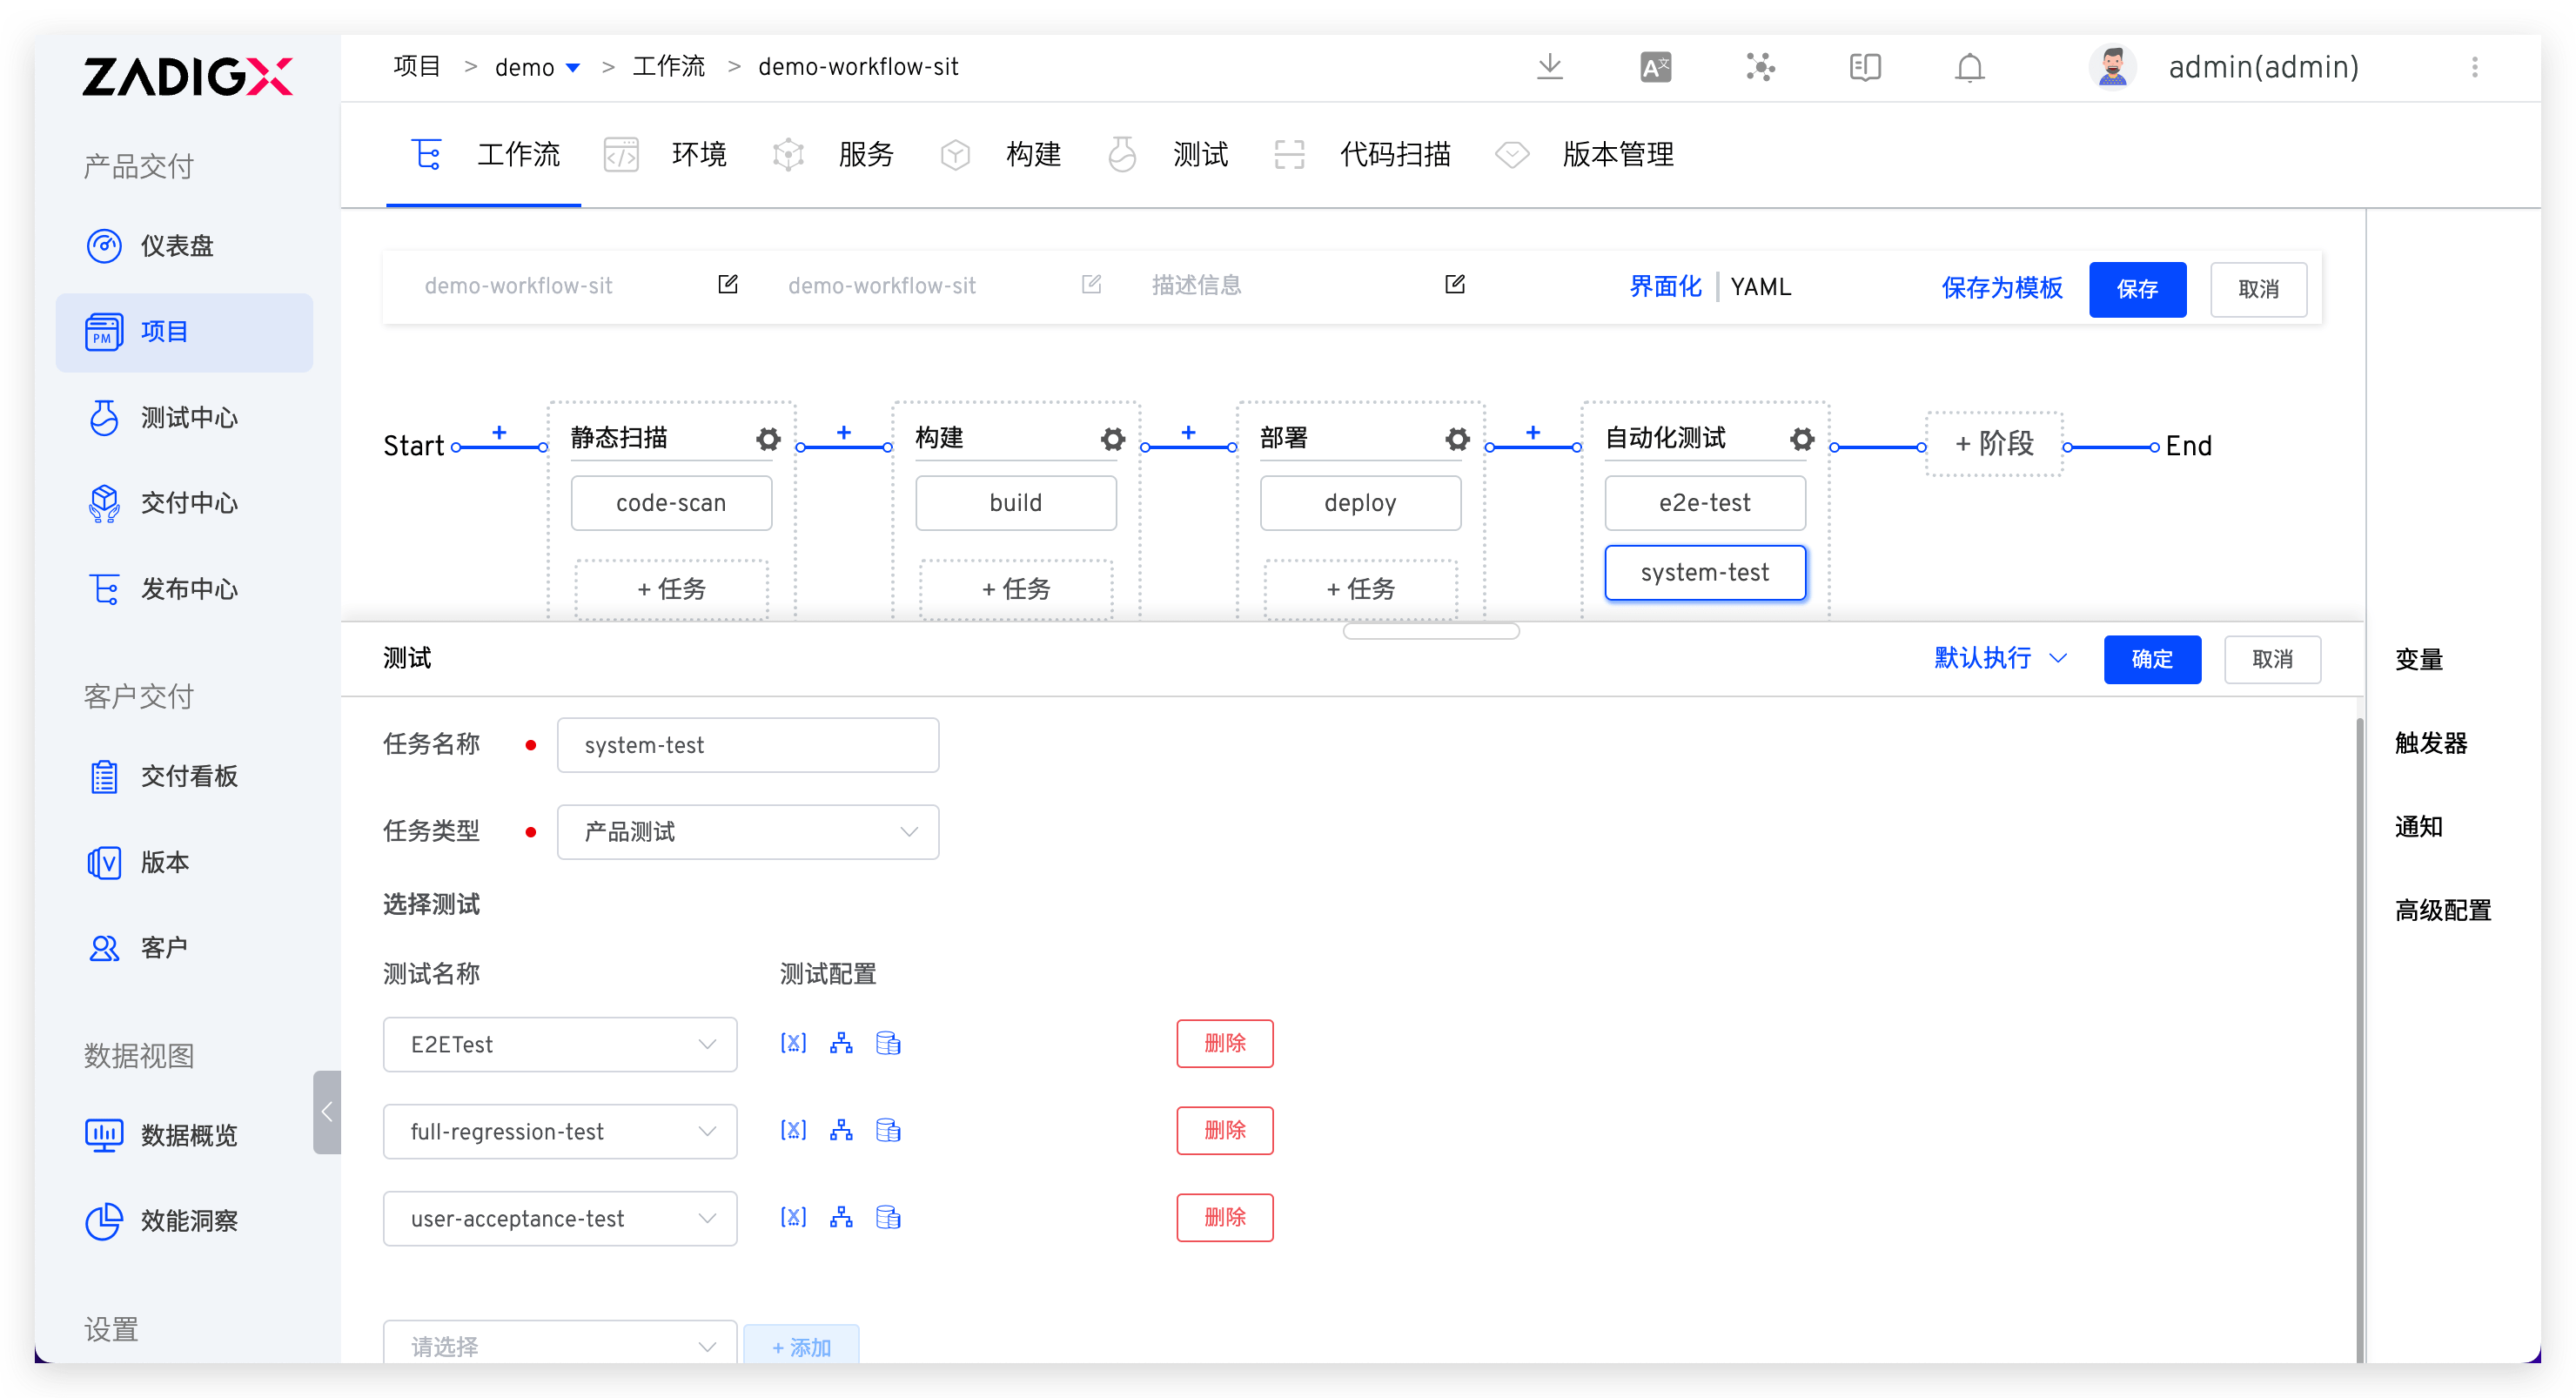 ZADIGX
项目 > demo > 工作流 > demo-workflow-sit
admin(admin)
产品交付
仪表盘
项目
测试中心
交付中心
发布中心
客户交付
交付看板
版本
客户
数据视图
数据概览
效能洞察
设置
工作流 环境 服务 构建 测试 代码扫描 版本管理
demo-workflow-sit demo-workflow-sit 描述信息 界面化 | YAML 保存为模板 保存 取消
Start
+
静态扫描
code-scan
+ 任务
+
构建
build
+ 任务
+
部署
deploy
+ 任务
+
自动化测试
e2e-test
system-test
+ 阶段
End
测试 默认执行 确定 取消
任务名称 system-test
任务类型 产品测试
选择测试
测试名称 测试配置
E2ETest 删除
full-regression-test 删除
user-acceptance-test 删除
请选择 + 添加
变量
触发器
通知
高级配置